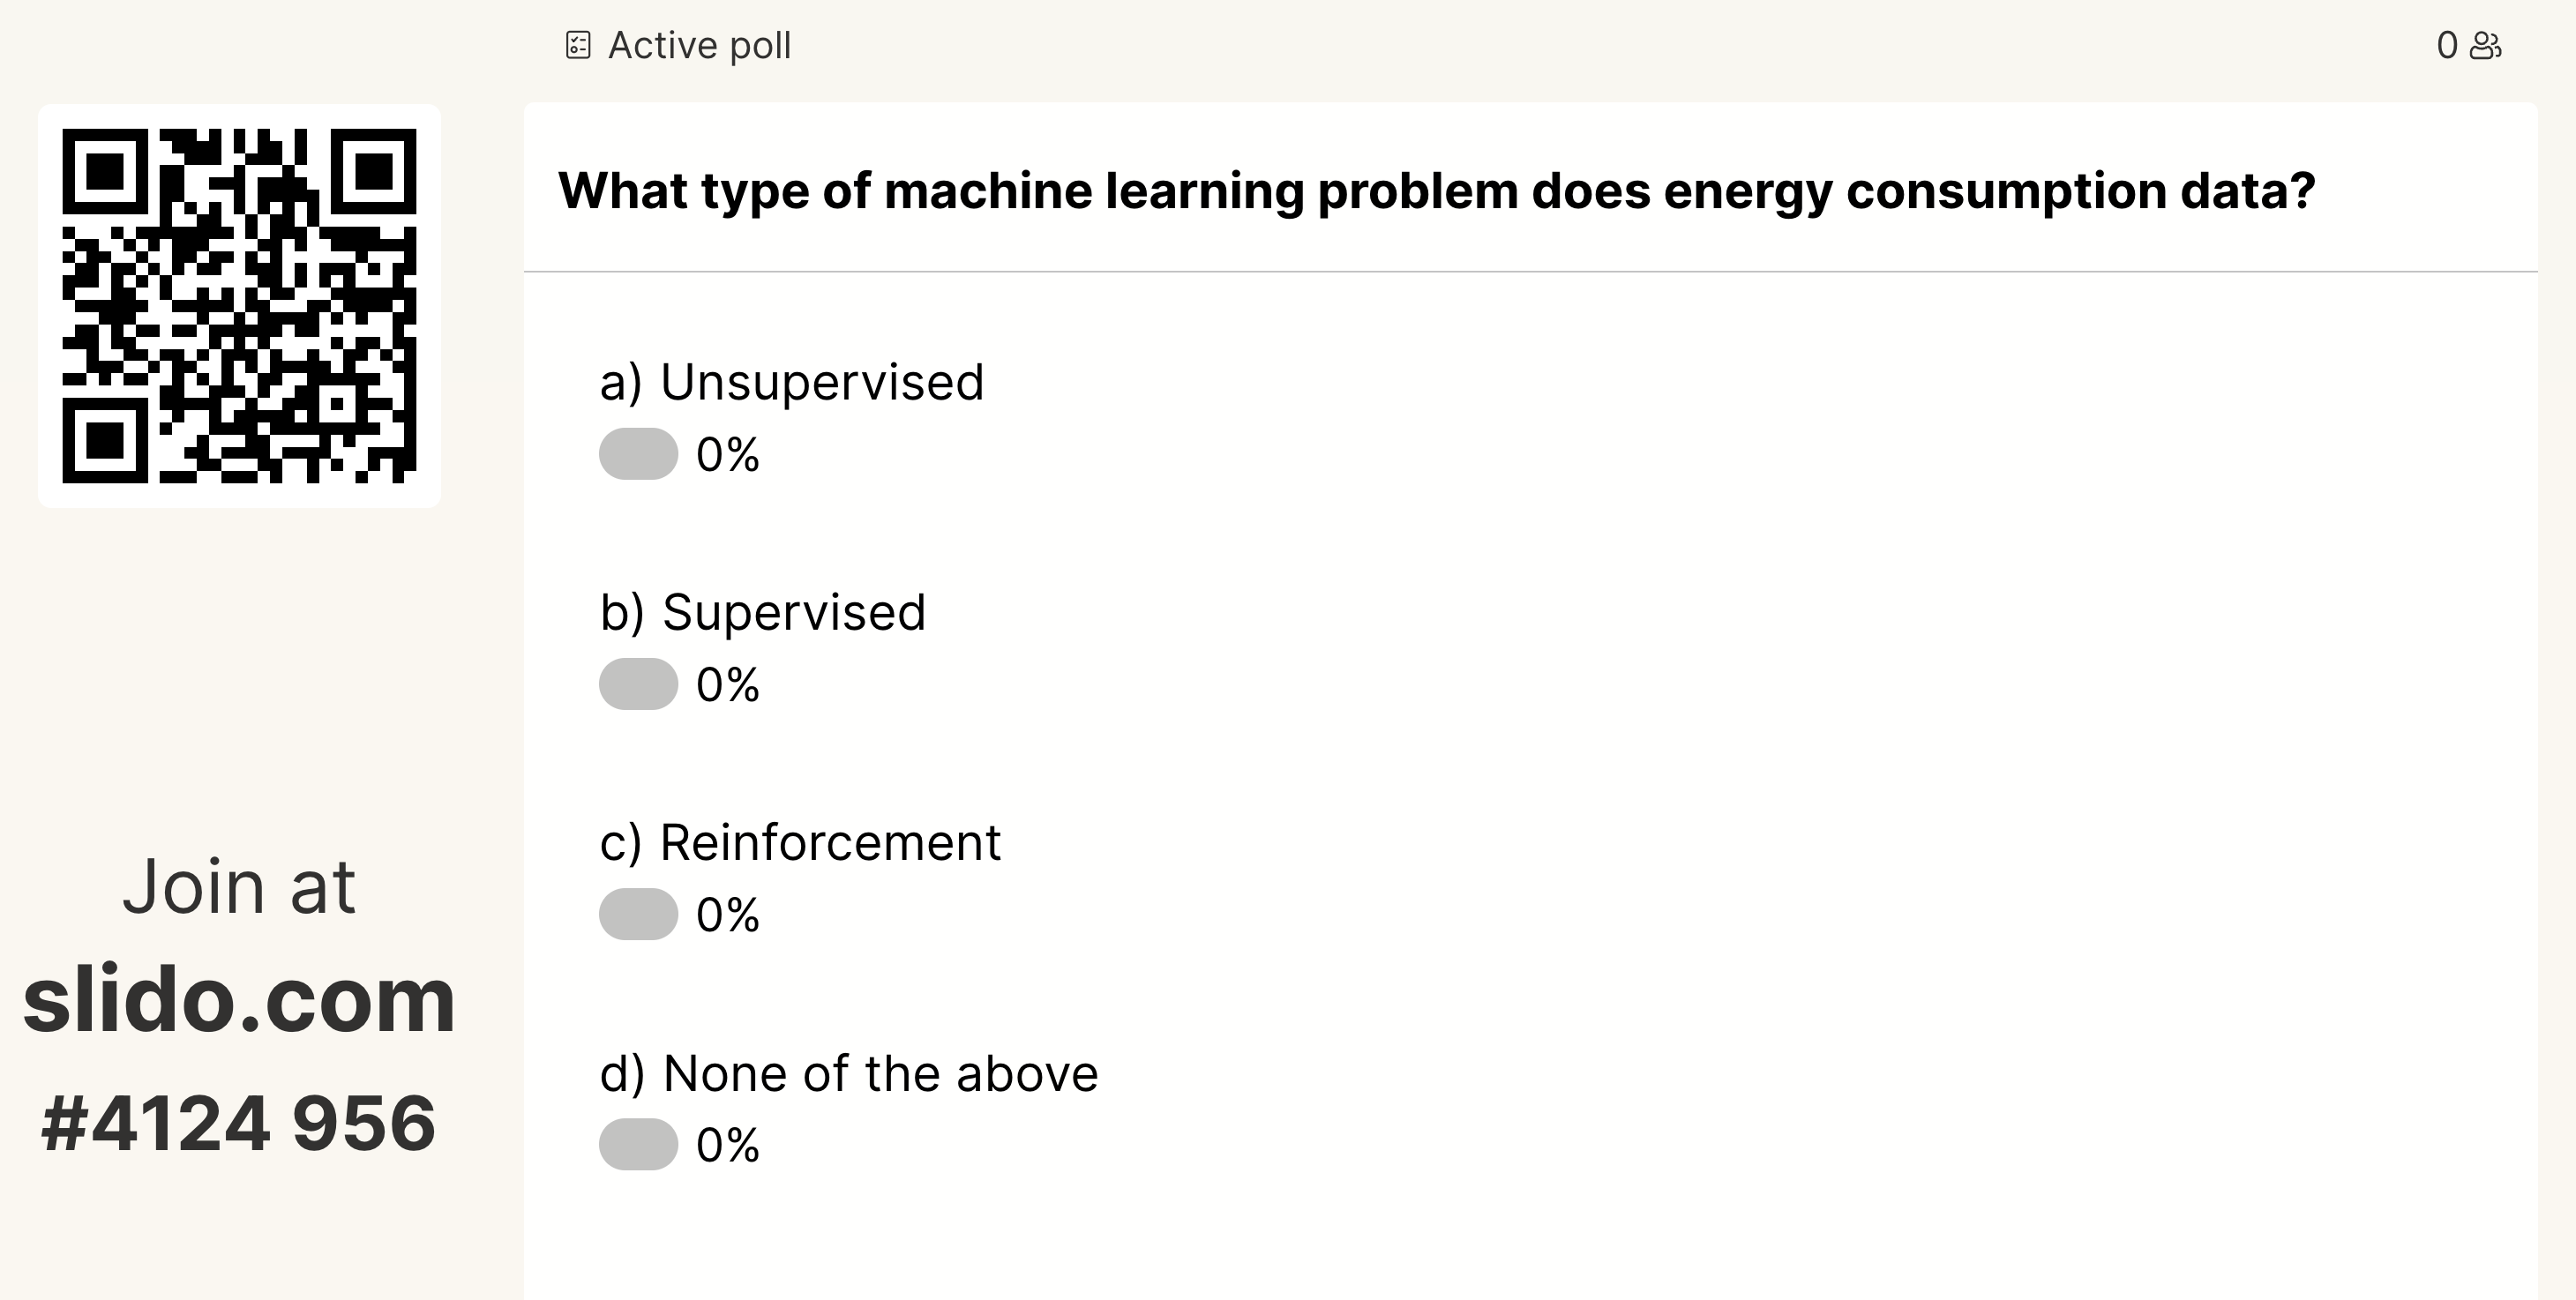 Active poll
0
What type of machine learning problem does energy consumption data?
a) Unsupervised
0%
b) Supervised
0%
c) Reinforcement
0%
d) None of the above
0%
Join at
slido.com
#4124 956